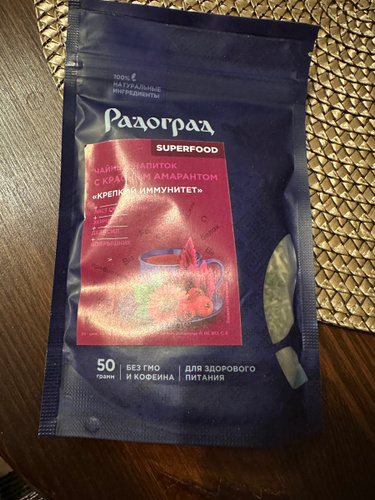 100%
НАТУРАЛЬНЫЕ
ИНГРЕДИЕНТЫ
Радоград
SUPERFOOD
ЧАЙНЫЙ НАПИТОК
С КРАСНЫМ АМАРАНТОМ
«КРЕПКИЙ ИММУНИТЕТ»
50
грамм
БЕЗ ГМО
И КОФЕИНА
ДЛЯ ЗДОРОВОГО
ПИТАНИЯ